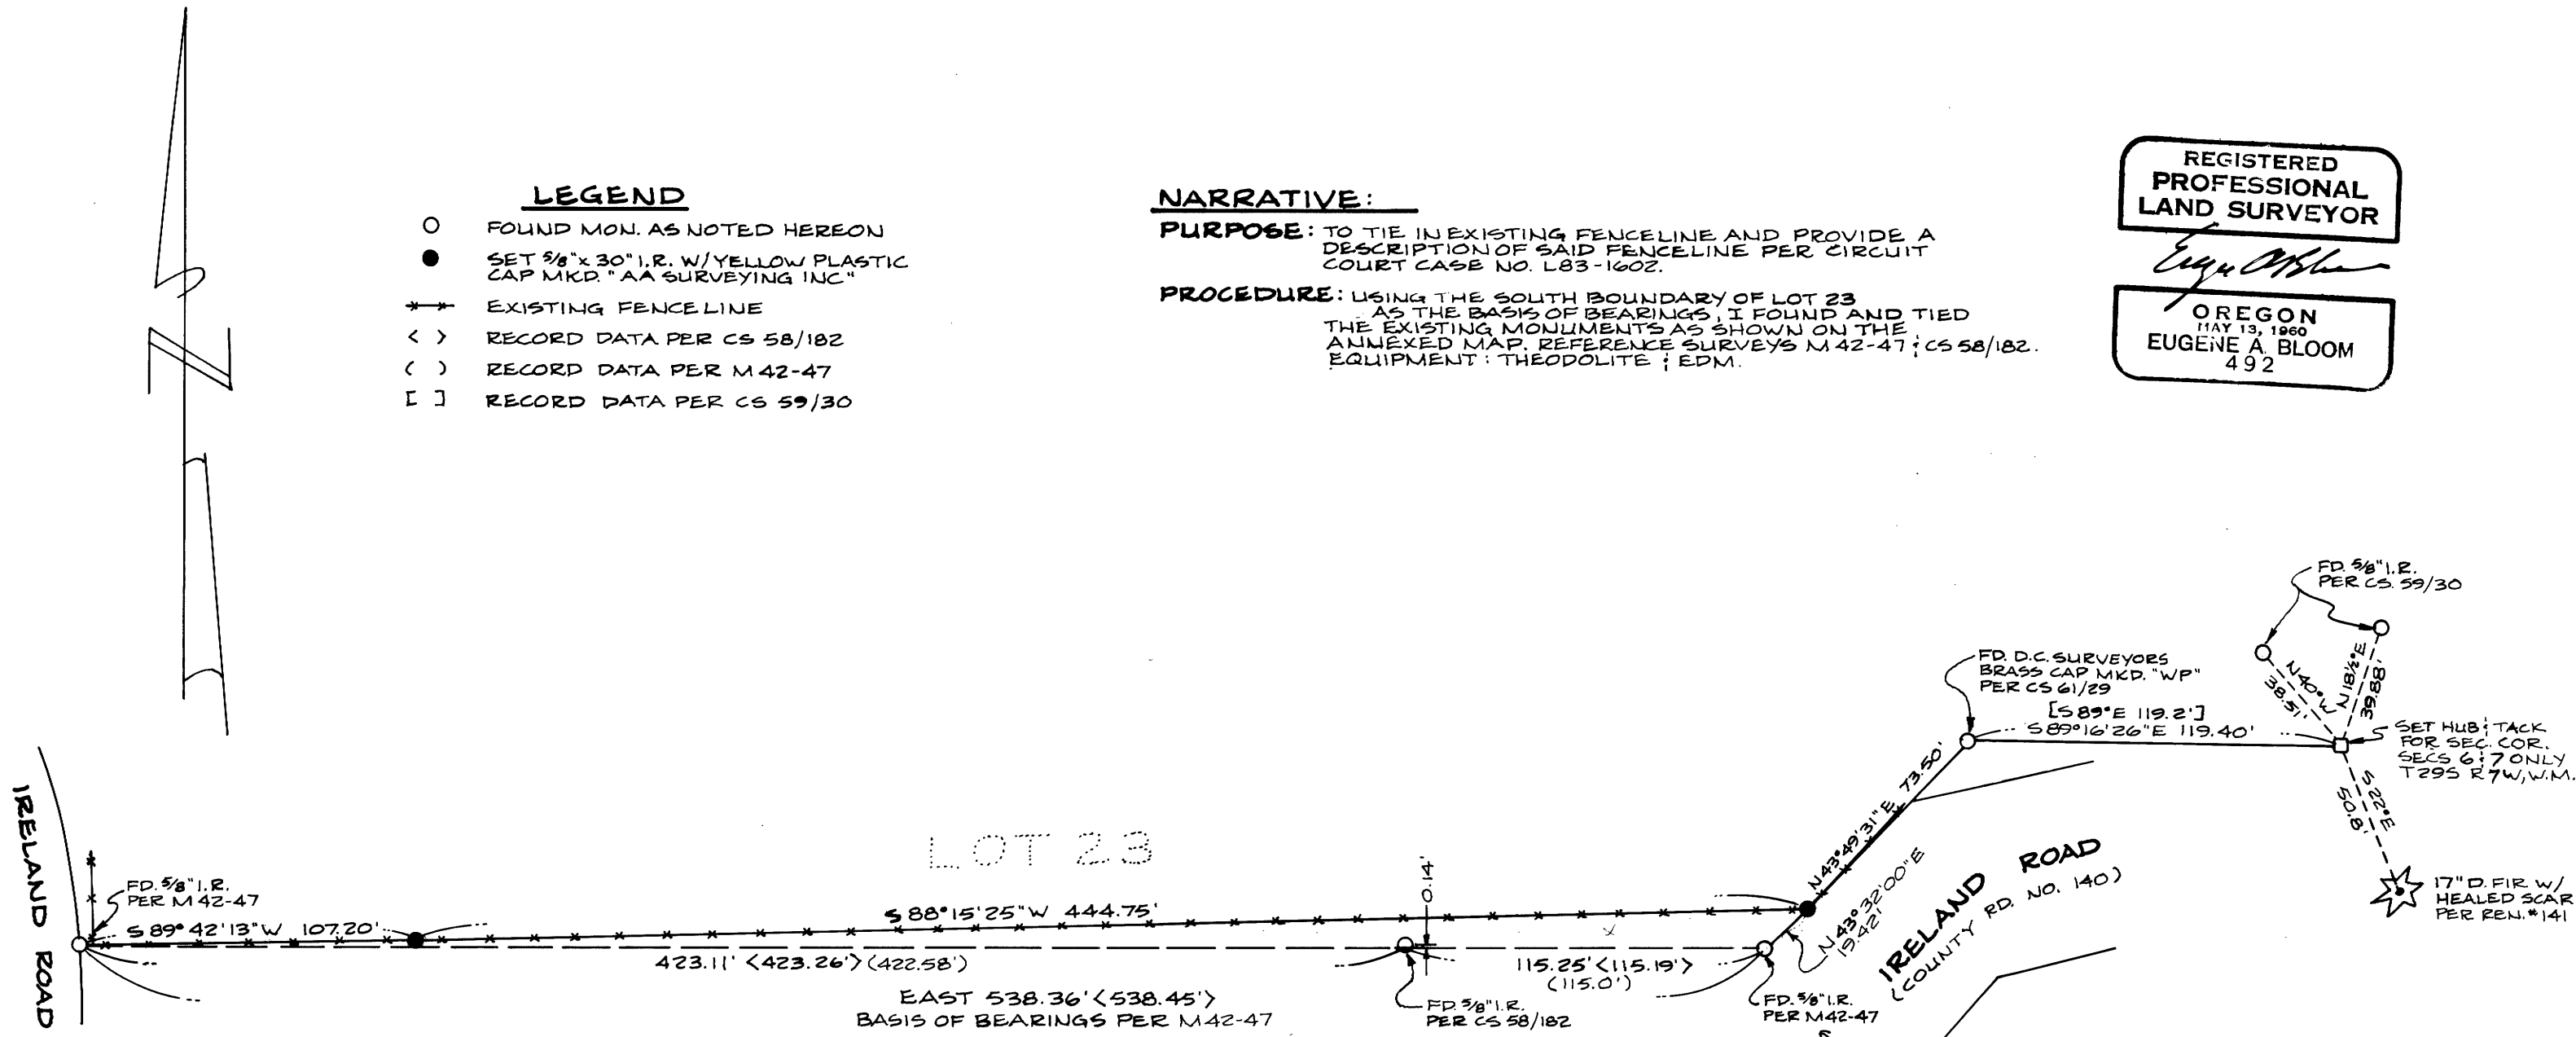 LEGEND
FOUND MON. AS NOTED HEREON
SET 5/8"x 30" I.R. W/YELLOW PLASTIC
CAP MKD. "AA SURVEYING INC"
EXISTING FENCELINE
< > RECORD DATA PER CS 58/182
( ) RECORD DATA PER M 42-47
[ ] RECORD DATA PER CS 59/30
NARRATIVE:
PURPOSE: TO TIE IN EXISTING FENCELINE AND PROVIDE A
DESCRIPTION OF SAID FENCELINE PER CIRCUIT
COURT CASE NO. L83-1602.
PROCEDURE: USING THE SOUTH BOUNDARY OF LOT 23
AS THE BASIS OF BEARINGS, I FOUND AND TIED
THE EXISTING MONUMENTS AS SHOWN ON THE
ANNEXED MAP. REFERENCE SURVEYS M 42-47 & CS 58/182.
EQUIPMENT: THEODOLITE & EDM.
REGISTERED
PROFESSIONAL
LAND SURVEYOR
OREGON
MAY 13, 1960
EUGENE A. BLOOM
492
FD. 5/8" I.R.
PER CS. 59/30
N 40° W
38.51'
N 18½° E
39.88'
FD. D.C. SURVEYORS
BRASS CAP MKD. "WP"
PER CS 61/29
[S 89° E 119.2']
S 89° 16' 26" E 119.40'
SET HUB & TACK
FOR SEC. COR.
SECS 6 & 7 ONLY
T29S R7W, W.M.
S 22° E
50.8'
17" D. FIR W/
HEALED SCAR
PER REN. #141
N 43° 49' 31" E 73.50'
N 43° 32' 00" E
19.42'
IRELAND ROAD
(COUNTY RD. NO. 140)
LOT 23
IRELAND ROAD
FD. 5/8" I.R.
PER M 42-47
S 89° 42' 13" W 107.20'
S 88° 15' 25" W 444.75'
0.14'
423.11' <423.26'> (422.58')
115.25' <115.19'>
(115.0')
EAST 538.36' <538.45'>
BASIS OF BEARINGS PER M 42-47
FD. 5/8" I.R.
PER CS 58/182
FD. 5/8" I.R.
PER M 42-47